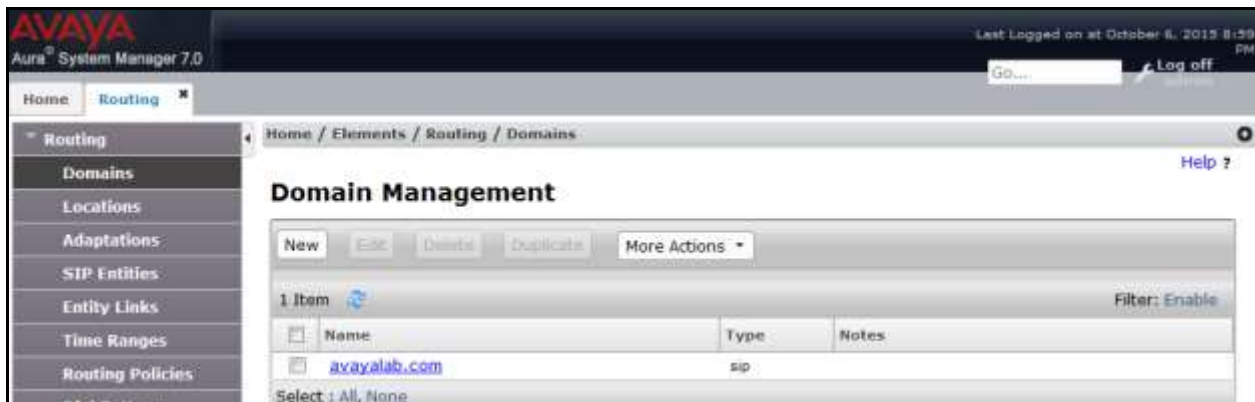 AVAYA
Aura® System Manager 7.0
Last Logged on at October 6, 2015 8:59 PM
Go...
Log off
Home
Routing ✖
Routing
Domains
Locations
Adaptations
SIP Entities
Entity Links
Time Ranges
Routing Policies
Home / Elements / Routing / Domains
Help ?
Domain Management
New Edit Delete Duplicate More Actions
1 Item
Filter: Enable
Name Type Notes
avayalab.com sip
Select : All, None